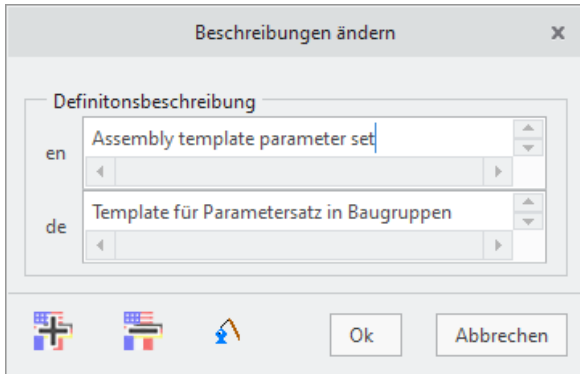 Beschreibungen ändern
Definitonsbeschreibung
en
Assembly template parameter set
de
Template für Parametersatz in Baugruppen
Ok
Abbrechen